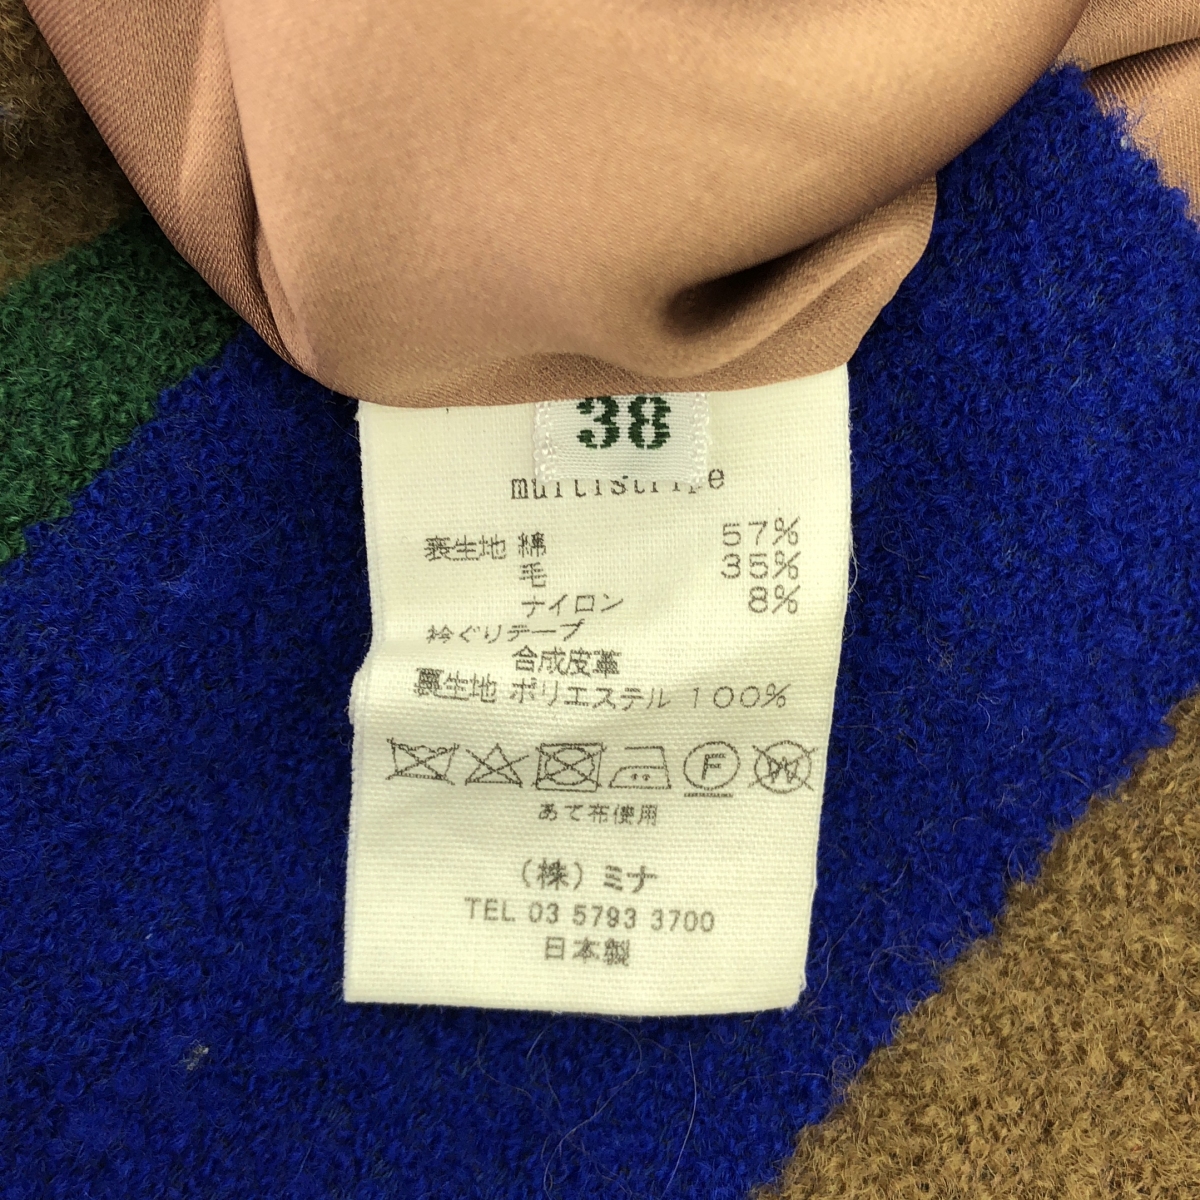 38
multistripe
表生地 綿 57%
毛 35%
ナイロン 8%
衿ぐりテープ
合成皮革
裏生地 ポリエステル 100%
F W
あて布使用
(株)ミナ
TEL 03 5793 3700
日本製